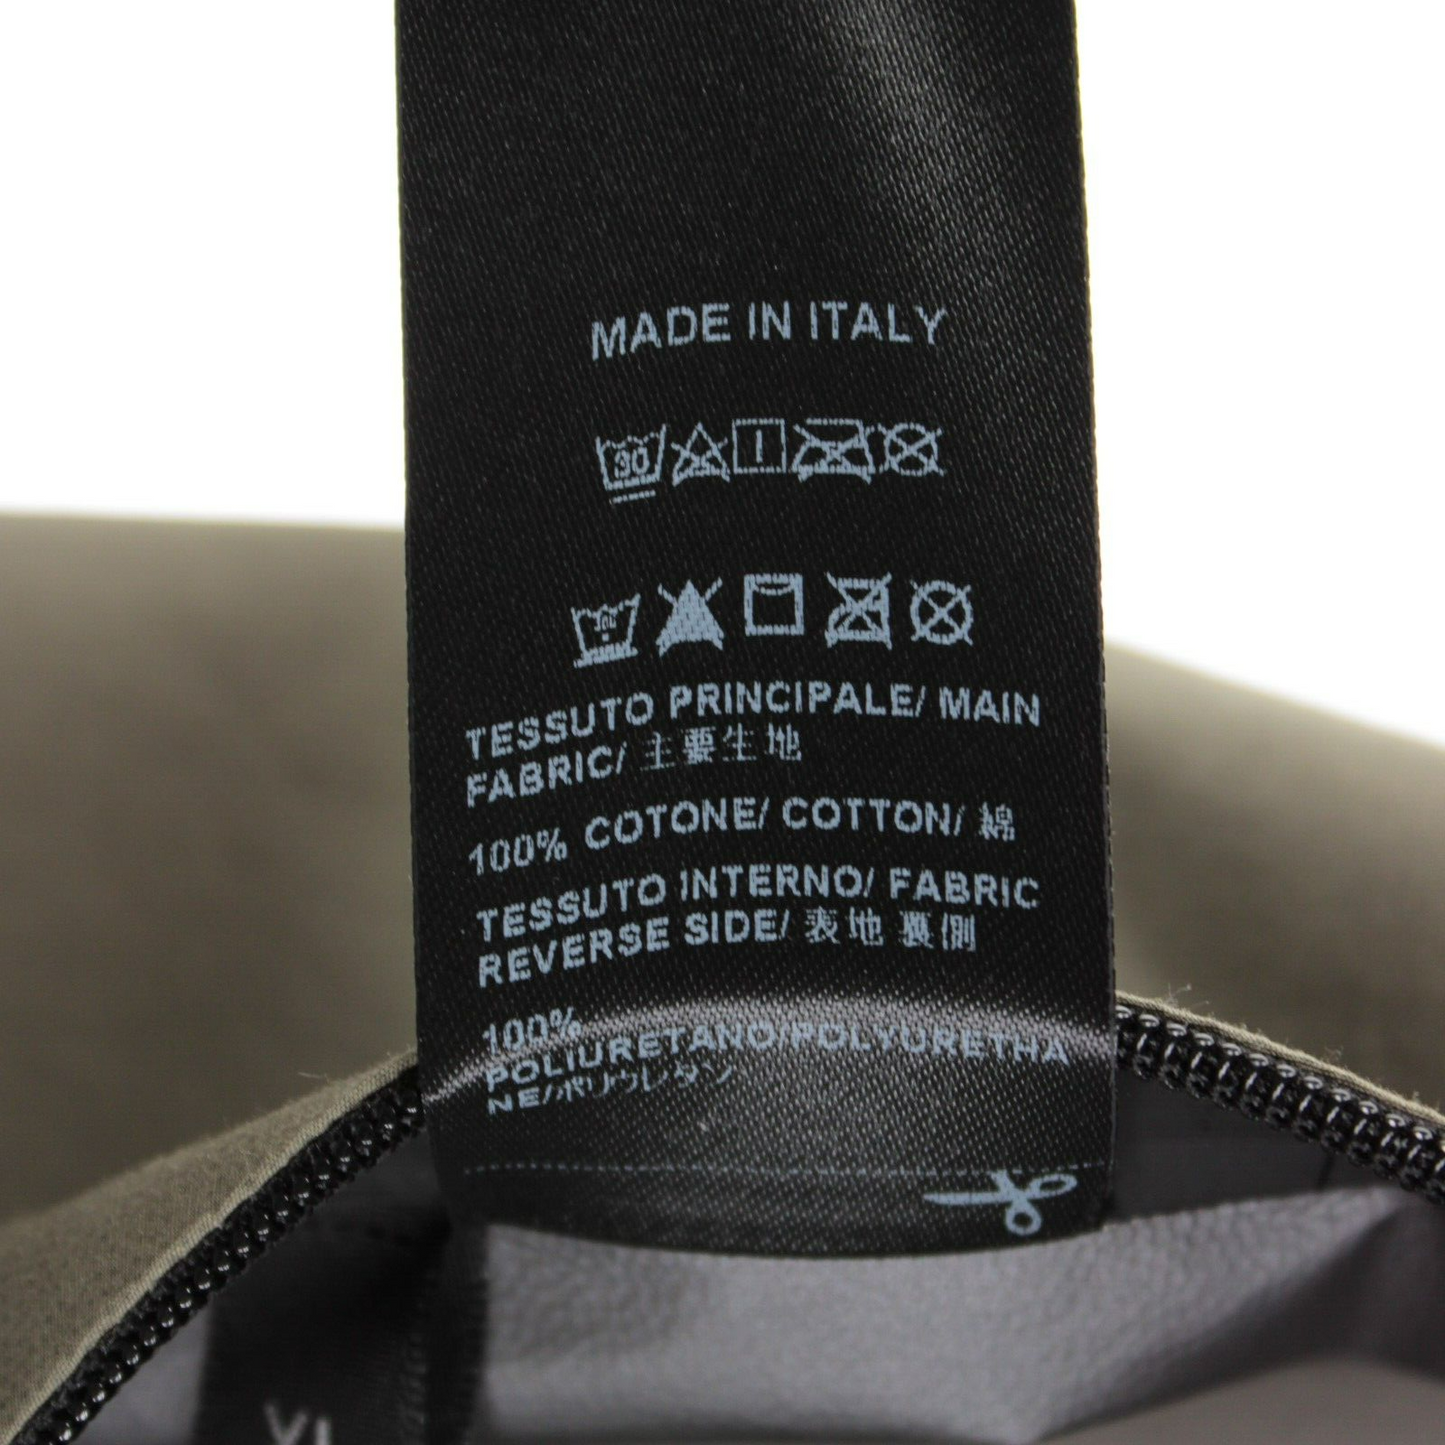 MADE IN ITALY
30
30
TESSUTO PRINCIPALE/ MAIN
FABRIC/ 主要生地
100% COTONE/ COTTON/ 綿
TESSUTO INTERNO/ FABRIC
REVERSE SIDE/ 表地 裏側
100%
POLIURETANO/POLYURETHA
NE/ポリウレタン